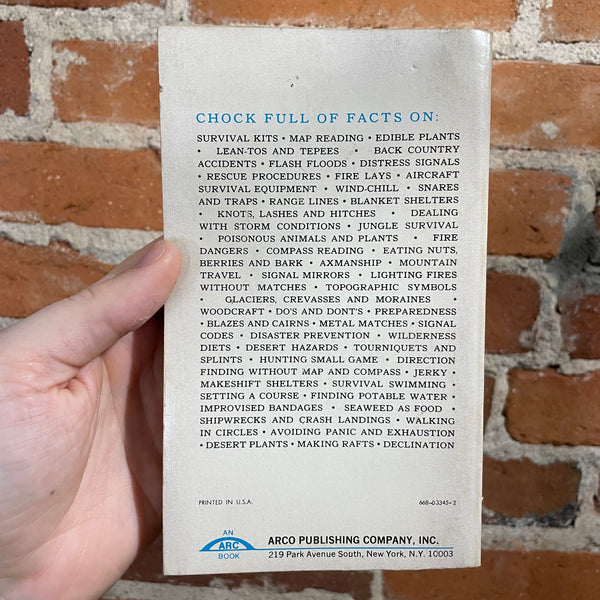 CHOCK FULL OF FACTS ON:
SURVIVAL KITS • MAP READING • EDIBLE PLANTS
• LEAN-TOS AND TEPEES • BACK COUNTRY
ACCIDENTS • FLASH FLOODS • DISTRESS SIGNALS
• RESCUE PROCEDURES • FIRE LAYS • AIRCRAFT
SURVIVAL EQUIPMENT • WIND-CHILL • SNARES
AND TRAPS • RANGE LINES • BLANKET SHELTERS
• KNOTS, LASHES AND HITCHES • DEALING
WITH STORM CONDITIONS • JUNGLE SURVIVAL
• POISONOUS ANIMALS AND PLANTS • FIRE
DANGERS • COMPASS READING • EATING NUTS,
BERRIES AND BARK • AXMANSHIP • MOUNTAIN
TRAVEL • SIGNAL MIRRORS • LIGHTING FIRES
WITHOUT MATCHES • TOPOGRAPHIC SYMBOLS
• GLACIERS, CREVASSES AND MORAINES •
WOODCRAFT • DO'S AND DONT'S • PREPAREDNESS
• BLAZES AND CAIRNS • METAL MATCHES • SIGNAL
CODES • DISASTER PREVENTION • WILDERNESS
DIETS • DESERT HAZARDS • TOURNIQUETS AND
SPLINTS • HUNTING SMALL GAME • DIRECTION
FINDING WITHOUT MAP AND COMPASS • JERKY •
MAKESHIFT SHELTERS • SURVIVAL SWIMMING •
SETTING A COURSE • FINDING POTABLE WATER •
IMPROVISED BANDAGES • SEAWEED AS FOOD •
SHIPWRECKS AND CRASH LANDINGS • WALKING
IN CIRCLES • AVOIDING PANIC AND EXHAUSTION
• DESERT PLANTS • MAKING RAFTS • DECLINATION
PRINTED IN U.S.A. 668-03345-2
AN
ARC
BOOK
ARCO PUBLISHING COMPANY, INC.
219 Park Avenue South, New York, N.Y. 10003